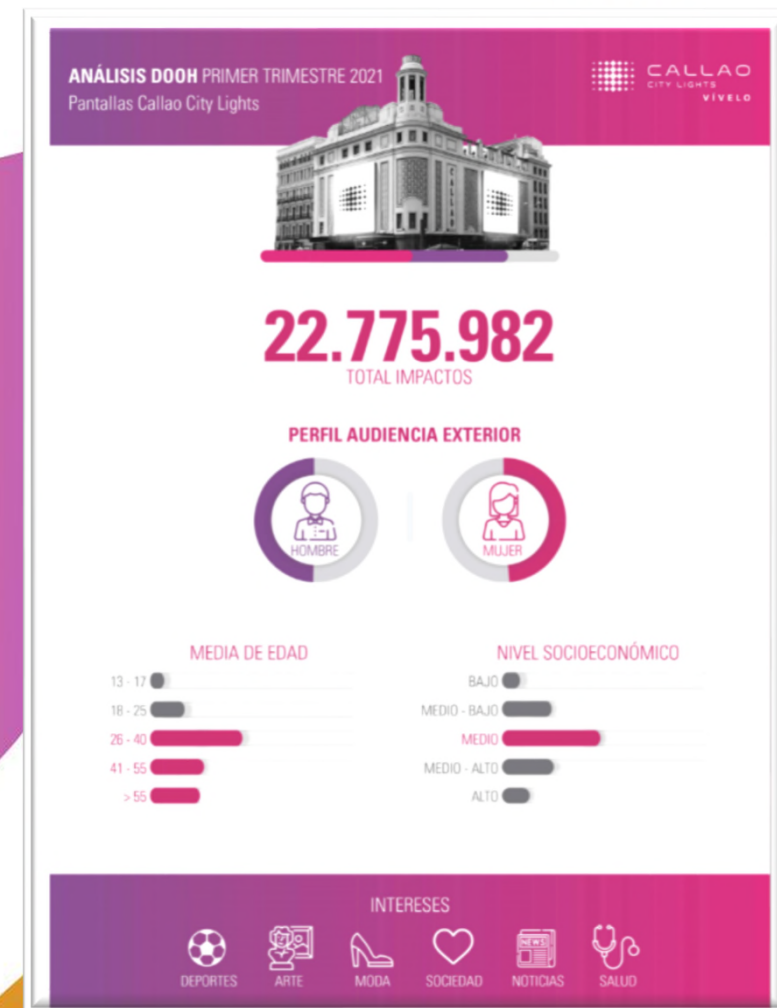 ANÁLISIS DOOH PRIMER TRIMESTRE 2021
Pantallas Callao City Lights
CALLAO
CITY LIGHTS
VÍVELO
CALLAO
22.775.982
TOTAL IMPACTOS
PERFIL AUDIENCIA EXTERIOR
HOMBRE
MUJER
MEDIA DE EDAD
13 - 17
18 - 25
26 - 40
41 - 55
> 55
NIVEL SOCIOECONÓMICO
BAJO
MEDIO - BAJO
MEDIO
MEDIO - ALTO
ALTO
INTERESES
NEWS
DEPORTES
ARTE
MODA
SOCIEDAD
NOTICIAS
SALUD